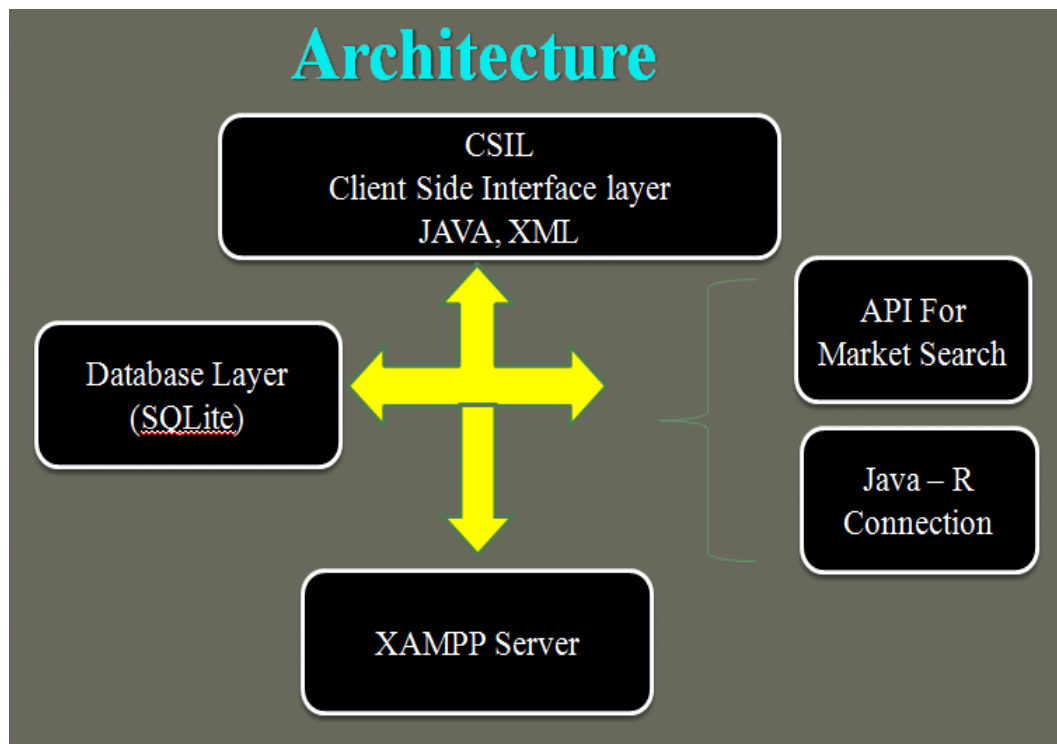 Architecture
CSIL
Client Side Interface layer
JAVA, XML
Database Layer
(SQLite)
API For
Market Search
Java – R
Connection
XAMPP Server